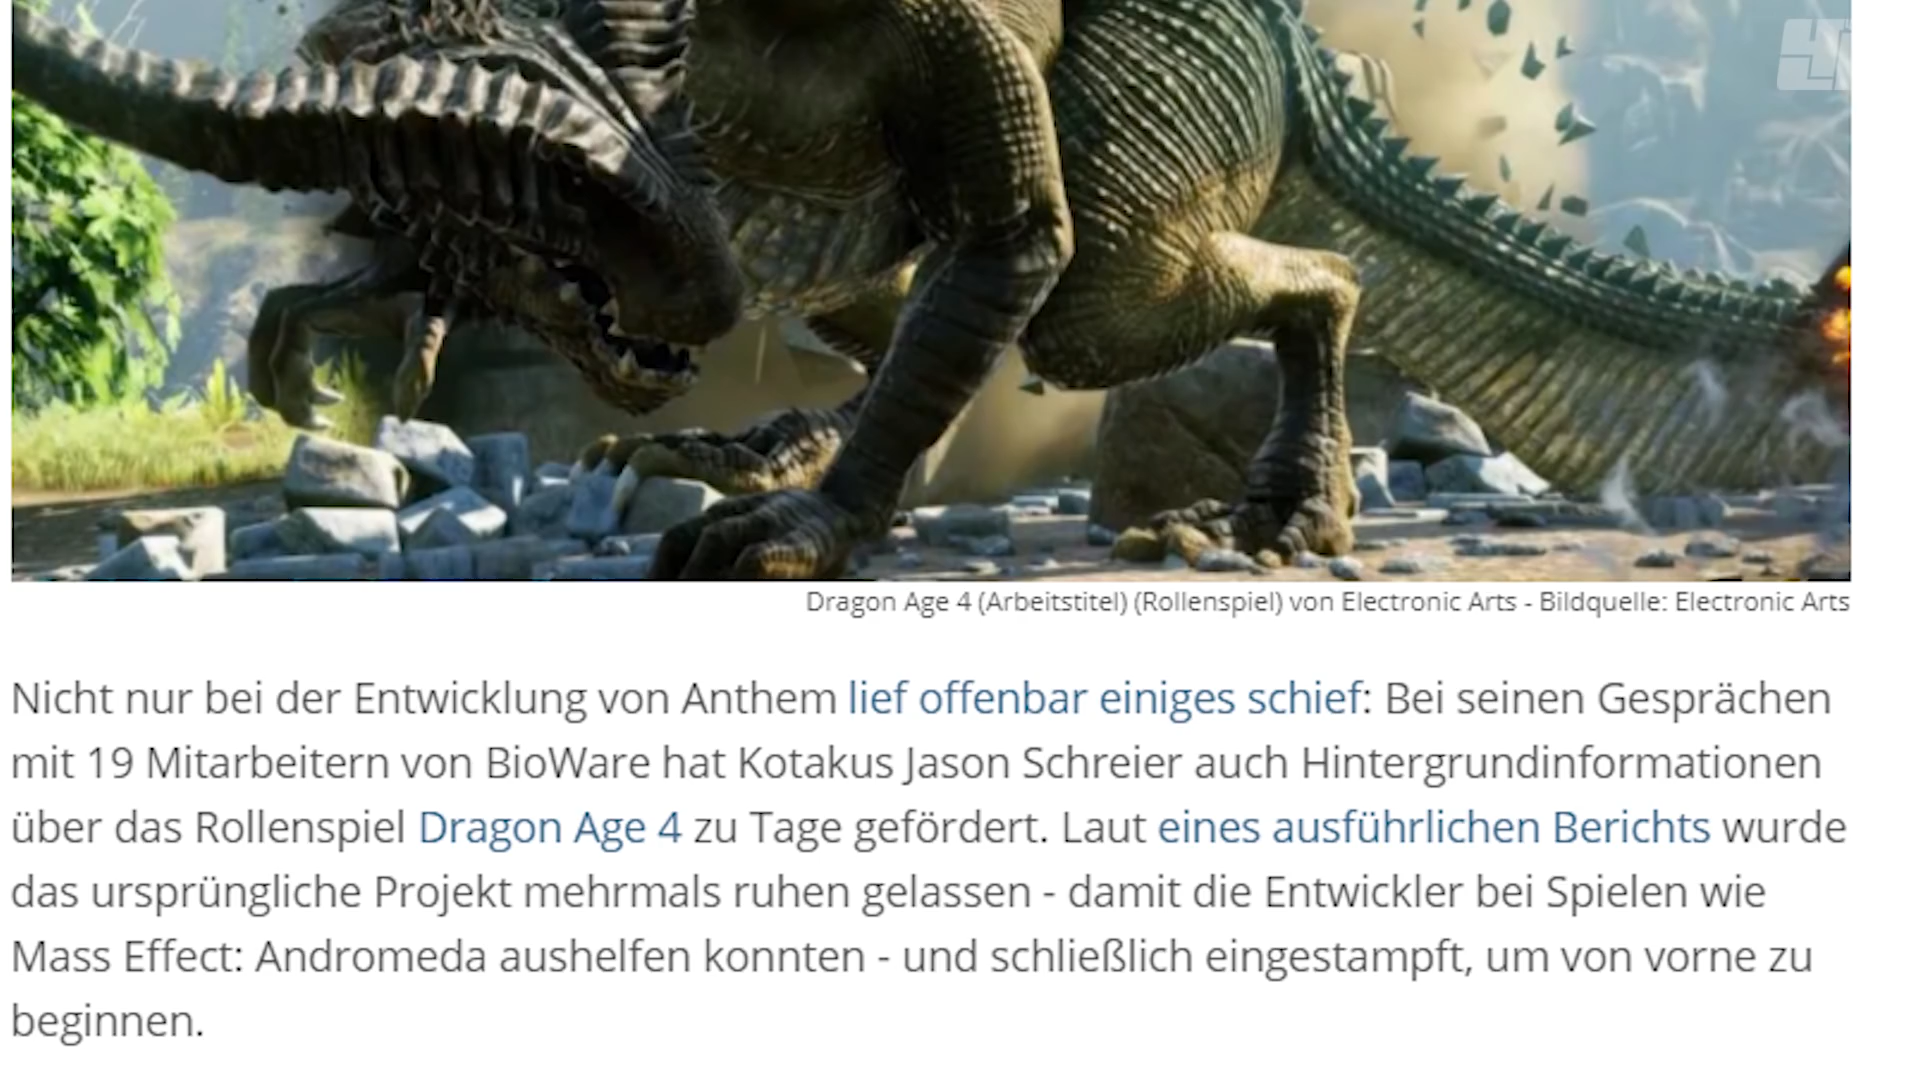 Dragon Age 4 (Arbeitstitel) (Rollenspiel) von Electronic Arts - Bildquelle: Electronic Arts
Nicht nur bei der Entwicklung von Anthem lief offenbar einiges schief: Bei seinen Gesprächen
mit 19 Mitarbeitern von BioWare hat Kotakus Jason Schreier auch Hintergrundinformationen
über das Rollenspiel Dragon Age 4 zu Tage gefördert. Laut eines ausführlichen Berichts wurde
das ursprüngliche Projekt mehrmals ruhen gelassen - damit die Entwickler bei Spielen wie
Mass Effect: Andromeda aushelfen konnten - und schließlich eingestampft, um von vorne zu
beginnen.